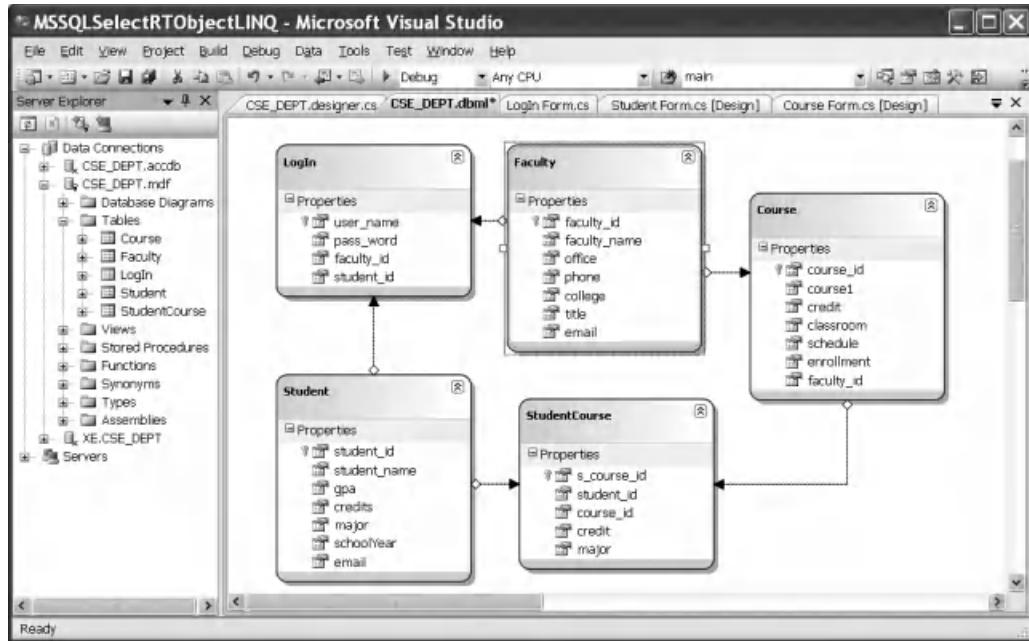 MSSQLSelectRTObjectLINQ - Microsoft Visual Studio
File Edit View Project Build Debug Data Tools Test Window Help
Debug Any CPU main
Server Explorer
CSE_DEPT.designer.cs CSE_DEPT.dbml* LogIn Form.cs Student Form.cs [Design] Course Form.cs [Design]
Data Connections
CSE_DEPT.accdb
CSE_DEPT.mdf
Database Diagrams
Tables
Course
Faculty
LogIn
Student
StudentCourse
Views
Stored Procedures
Functions
Synonyms
Types
Assemblies
XE.CSE_DEPT
Servers
LogIn
Properties
user_name
pass_word
faculty_id
student_id
Faculty
Properties
faculty_id
faculty_name
office
phone
college
title
email
Course
Properties
course_id
course1
credit
classroom
schedule
enrollment
faculty_id
Student
Properties
student_id
student_name
gpa
credits
major
schoolYear
email
StudentCourse
Properties
s_course_id
student_id
course_id
credit
major
Ready